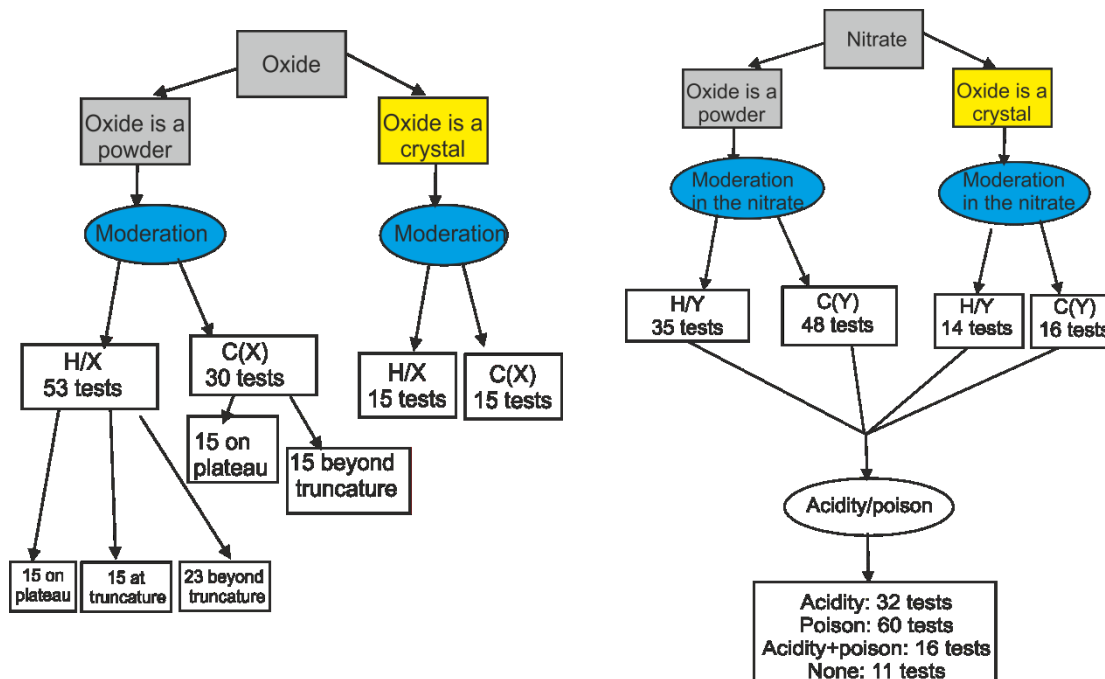 Oxide
Oxide is a
powder
Oxide is a
crystal
Moderation
Moderation
H/X
53 tests
C(X)
30 tests
H/X
15 tests
C(X)
15 tests
15 on
plateau
15 beyond
truncature
15 on
plateau
15 at
truncature
23 beyond
truncature
Nitrate
Oxide is a
powder
Oxide is a
crystal
Moderation
in the nitrate
Moderation
in the nitrate
H/Y
35 tests
C(Y)
48 tests
H/Y
14 tests
C(Y)
16 tests
Acidity/poison
Acidity: 32 tests
Poison: 60 tests
Acidity+poison: 16 tests
None: 11 tests